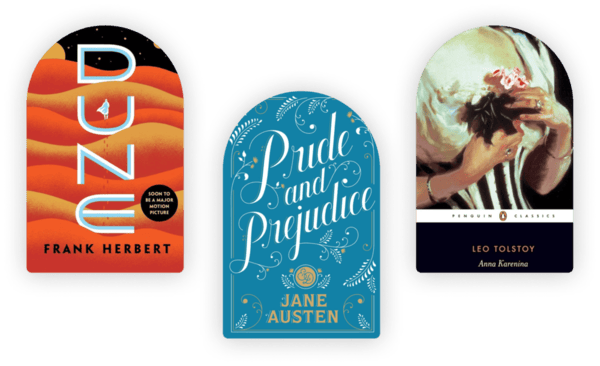 DUNE
SOON TO
BE A MAJOR
MOTION
PICTURE
FRANK HERBERT
Pride
and
Prejudice
JANE
AUSTEN
PENGUIN CLASSICS
LEO TOLSTOY
Anna Karenina